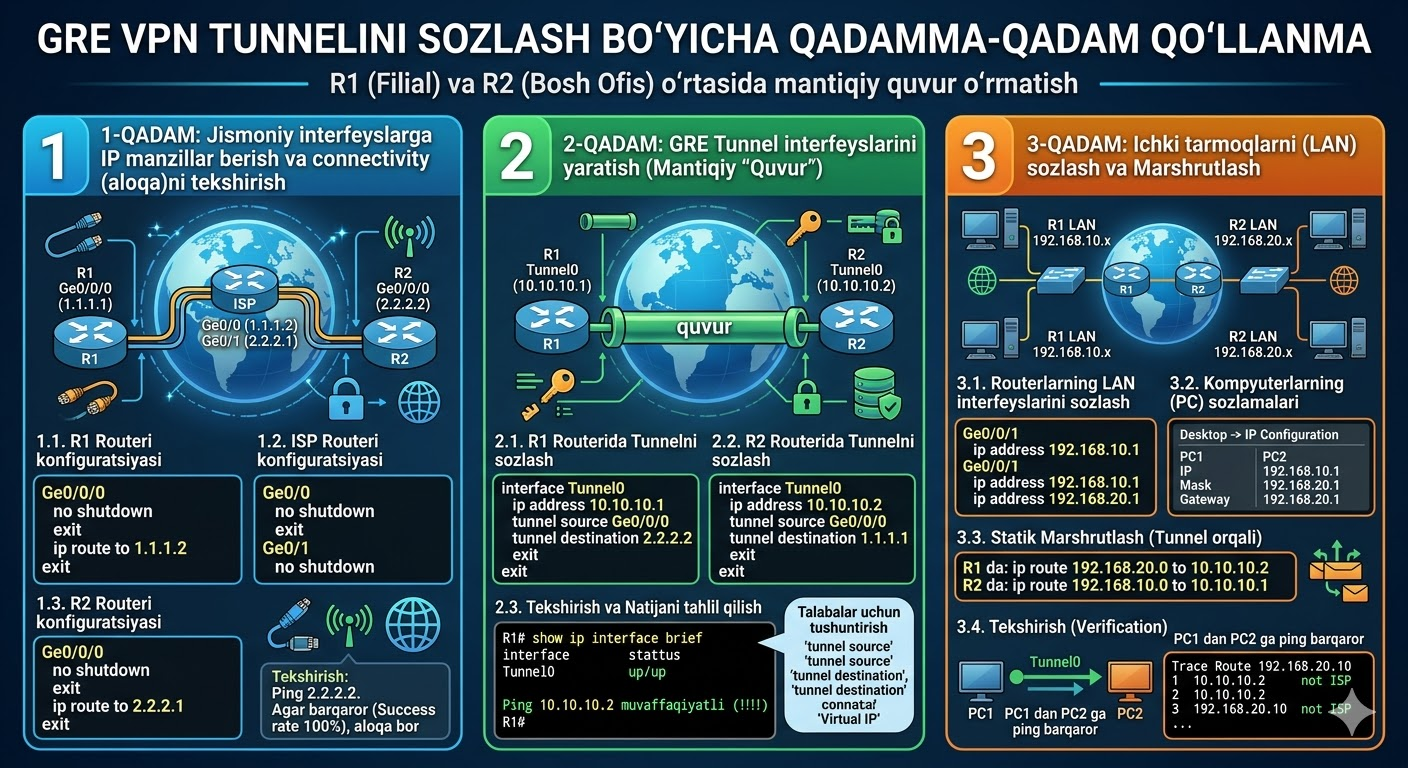 GRE VPN TUNNELINI SOZLASH BO‘YICHA QADAMMA-QADAM QO‘LLANMA
R1 (Filial) va R2 (Bosh Ofis) o‘rtasida mantiqiy quvur o‘rrnatish
1
1-QADAM: Jismoniy interfeyslarga
IP manzillar berish va connectivity
(aloqa)ni tekshirish
R1
Ge0/0/0
(1.1.1.1)
R1
ISP
Ge0/0 (1.1.1.2)
Ge0/1 (2.2.2.1)
R2
Ge0/0/0
(2.2.2.2)
R2
1.1. R1 Routeri
konfiguratsiyasi
Ge0/0/0
no shutdown
exit
ip route to 1.1.1.2
exit
1.2. ISP Routeri
konfiguratsiyasi
Ge0/0
no shutdown
exit
Ge0/1
no shutdown
1.3. R2 Routeri
konfiguratsiyasi
Ge0/0/0
no shutdown
exit
ip route to 2.2.2.1
exit
Tekshirish:
Ping 2.2.2.2.
Agar barqaror (Success
rate 100%), aloqa bor
2
2-QADAM: GRE Tunnel interfeyslarini
yaratish (Mantiqiy “Quvur”)
R1
Tunnel0
(10.10.10.1)
R1
quvur
R2
Tunnel0
(10.10.10.2)
R2
2.1. R1 Routerida Tunnelni
sozlash
interface Tunnel0
ip address 10.10.10.1
tunnel source Ge0/0/0
tunnel destination 2.2.2.2
exit
exit
2.2. R2 Routerida Tunnelni
sozlash
interface Tunnel0
ip address 10.10.10.2
tunnel source Ge0/0/0
tunnel destination 1.1.1.1
exit
exit
2.3. Tekshirish va Natijani tahlil qilish
R1# show ip interface brief
interface stattus
Tunnel0 up/up
Ping 10.10.10.2 muvaffaqiyatli (!!!!)
R1#
Talabalar uchun
tushuntirish
'tunnel source'
'tunnel source'
'tunnel destination',
'tunnel destination'
connata'
'Virtual IP'
3
3-QADAM: Ichki tarmoqlarni (LAN)
sozlash va Marshrutlash
R1 LAN
192.168.10.x
R2 LAN
192.168.20.x
R1
R2
R1 LAN
192.168.10.x
R2 LAN
192.168.20.x
3.1. Routerlarning LAN
interfeyslarini sozlash
Ge0/0/1
ip address 192.168.10.1
Ge0/0/1
ip address 192.168.10.1
ip address 192.168.20.1
3.2. Kompyuterlarning
(PC) sozlamalari
Desktop -> IP Configuration
PC1 PC2
IP 192.168.10.1
Mask 192.168.20.1
Gateway 192.168.20.1
3.3. Statik Marshrutlash (Tunnel orqali)
R1 da: ip route 192.168.20.0 to 10.10.10.2
R2 da: ip route 192.168.10.0 to 10.10.10.1
3.4. Tekshirish (Verification)
Tunnel0
PC1
PC1 dan PC2 ga
ping barqaror
PC2
PC1 dan PC2 ga ping barqaror
Trace Route 192.168.20.10
1 10.10.10.2 not ISP
2 10.10.10.2
3 192.168.20.10 not ISP
...